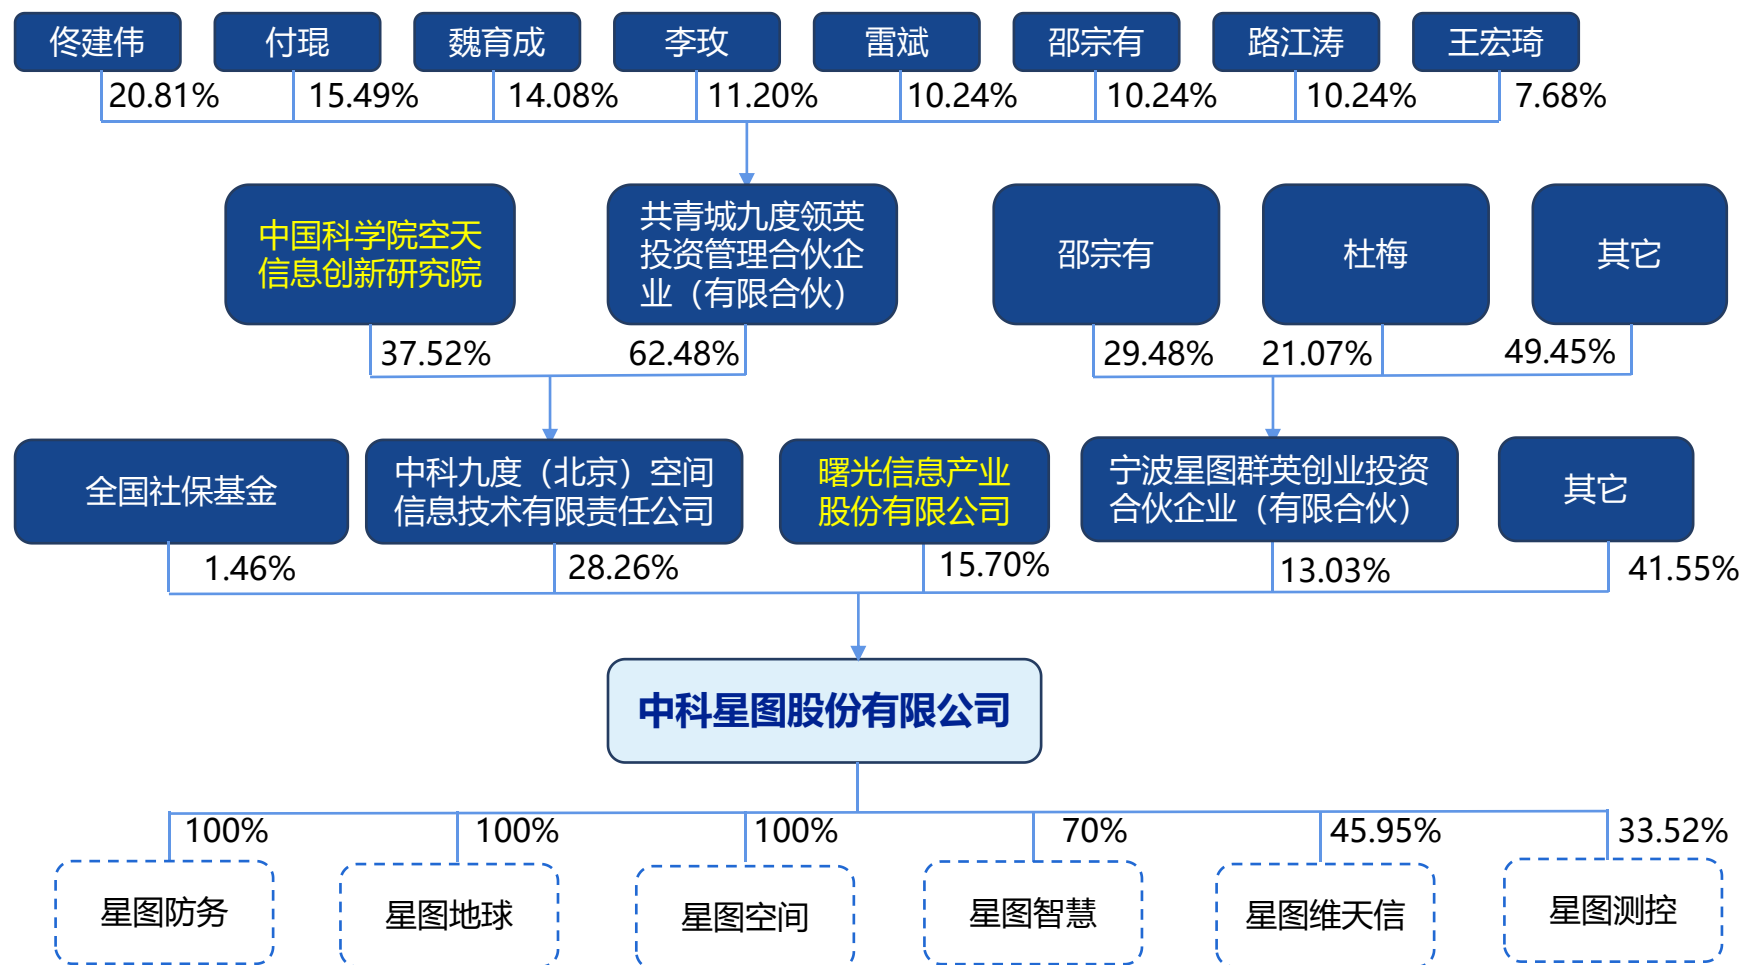 佟建伟
付琨
魏育成
李玫
雷斌
邵宗有
路江涛
王宏琦
20.81%
15.49%
14.08%
11.20%
10.24%
10.24%
10.24%
7.68%
中国科学院空天
信息创新研究院
共青城九度领英
投资管理合伙企
业（有限合伙）
邵宗有
杜梅
其它
37.52%
62.48%
29.48%
21.07%
49.45%
全国社保基金
中科九度（北京）空间
信息技术有限责任公司
曙光信息产业
股份有限公司
宁波星图群英创业投资
合伙企业（有限合伙）
其它
1.46%
28.26%
15.70%
13.03%
41.55%
中科星图股份有限公司
100%
100%
100%
70%
45.95%
33.52%
星图防务
星图地球
星图空间
星图智慧
星图维天信
星图测控